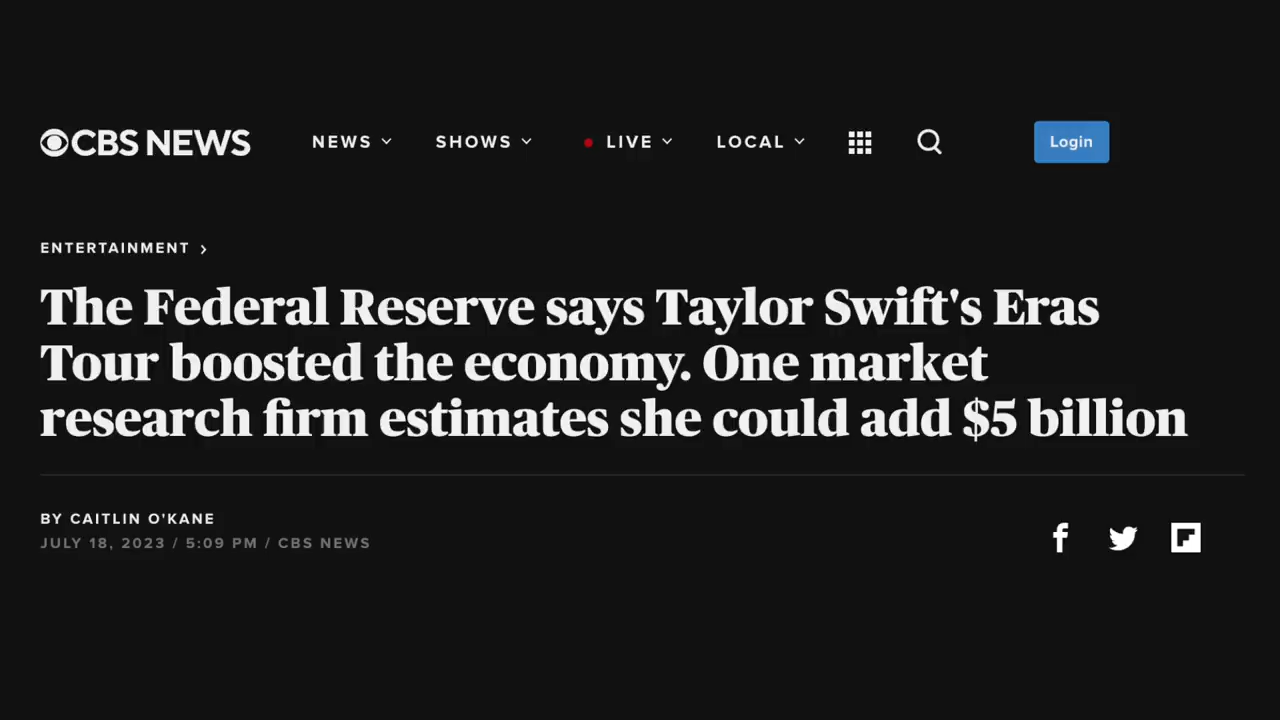 CBS NEWS NEWS SHOWS LIVE LOCAL Login
ENTERTAINMENT
The Federal Reserve says Taylor Swift's Eras
Tour boosted the economy. One market
research firm estimates she could add $5 billion
BY CAITLIN O'KANE
JULY 18, 2023 / 5:09 PM / CBS NEWS